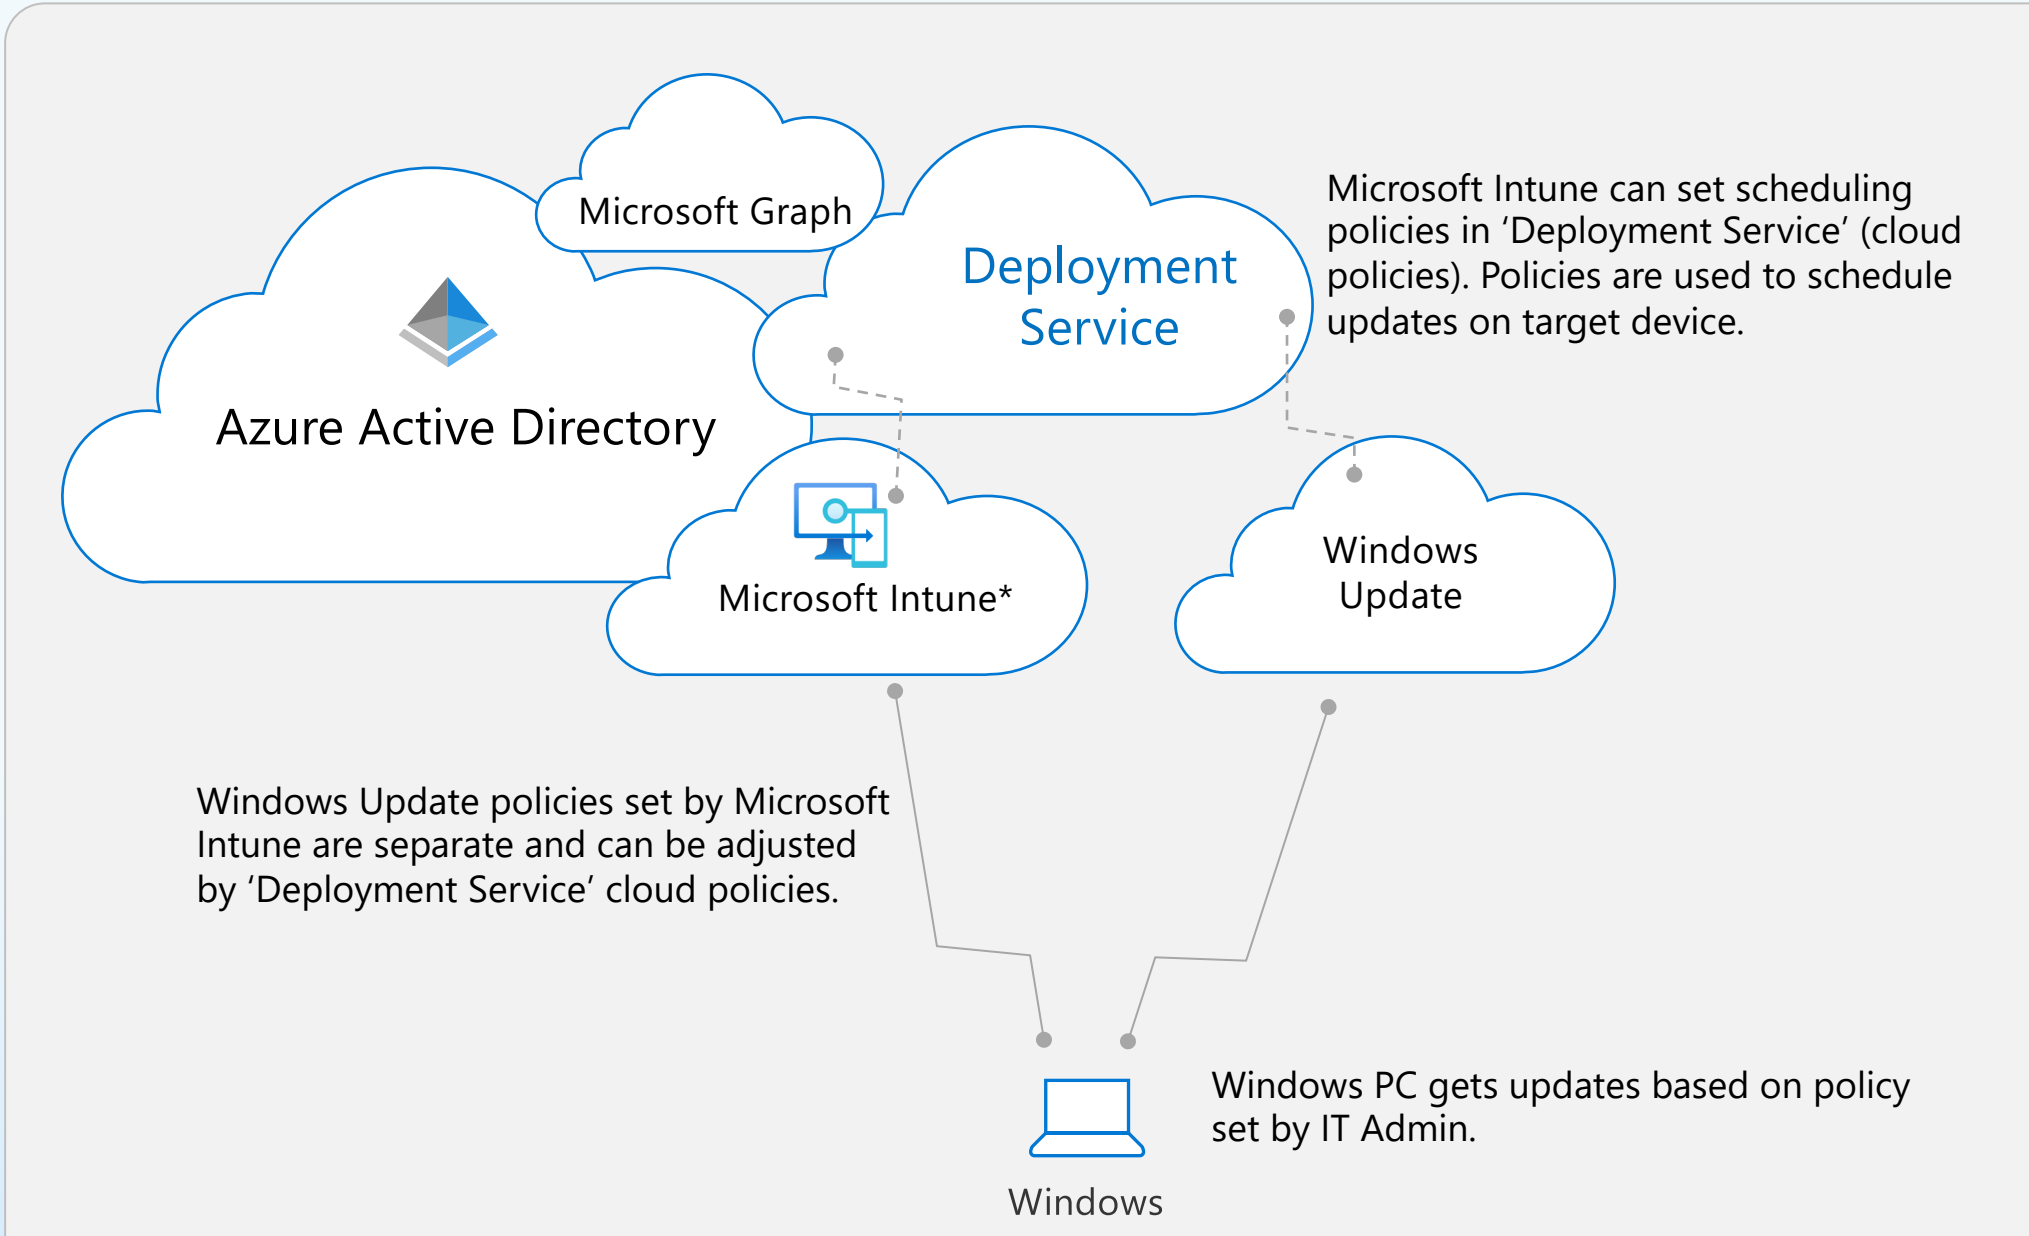 Microsoft Graph
Microsoft Intune can set scheduling
policies in ‘Deployment Service’ (cloud
policies). Policies are used to schedule
updates on target device.
Deployment
Service
Azure Active Directory
Windows
Update
Microsoft Intune*
Windows Update policies set by Microsoft
Intune are separate and can be adjusted
by ‘Deployment Service’ cloud policies.
Windows PC gets updates based on policy
set by IT Admin.
Windows